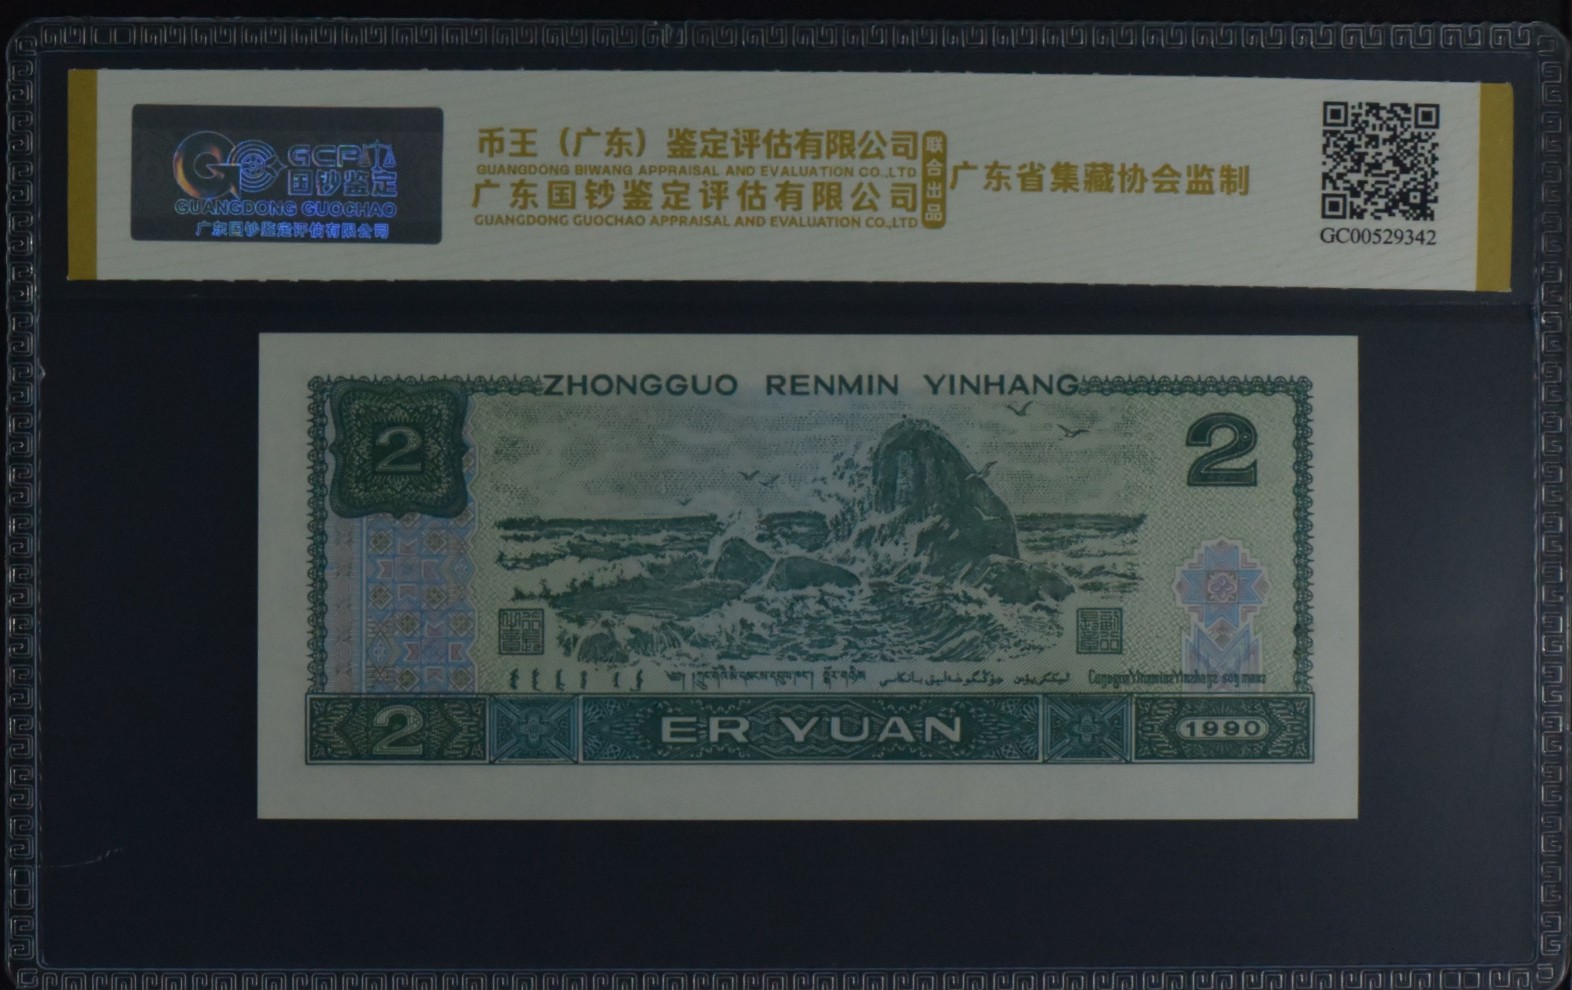 GCP
国钞鉴定
GUANGDONG GUOCHAO
广东国钞鉴定评估有限公司
币王（广东）鉴定评估有限公司
GUANGDONG BIWANG APPRAISAL AND EVALUATION CO.,LTD
广东国钞鉴定评估有限公司
GUANGDONG GUOCHAO APPRAISAL AND EVALUATION CO.,LTD
联合出品
广东省集藏协会监制
GC00529342
ZHONGGUO RENMIN YINHANG
2
2
2
ER YUAN
1990